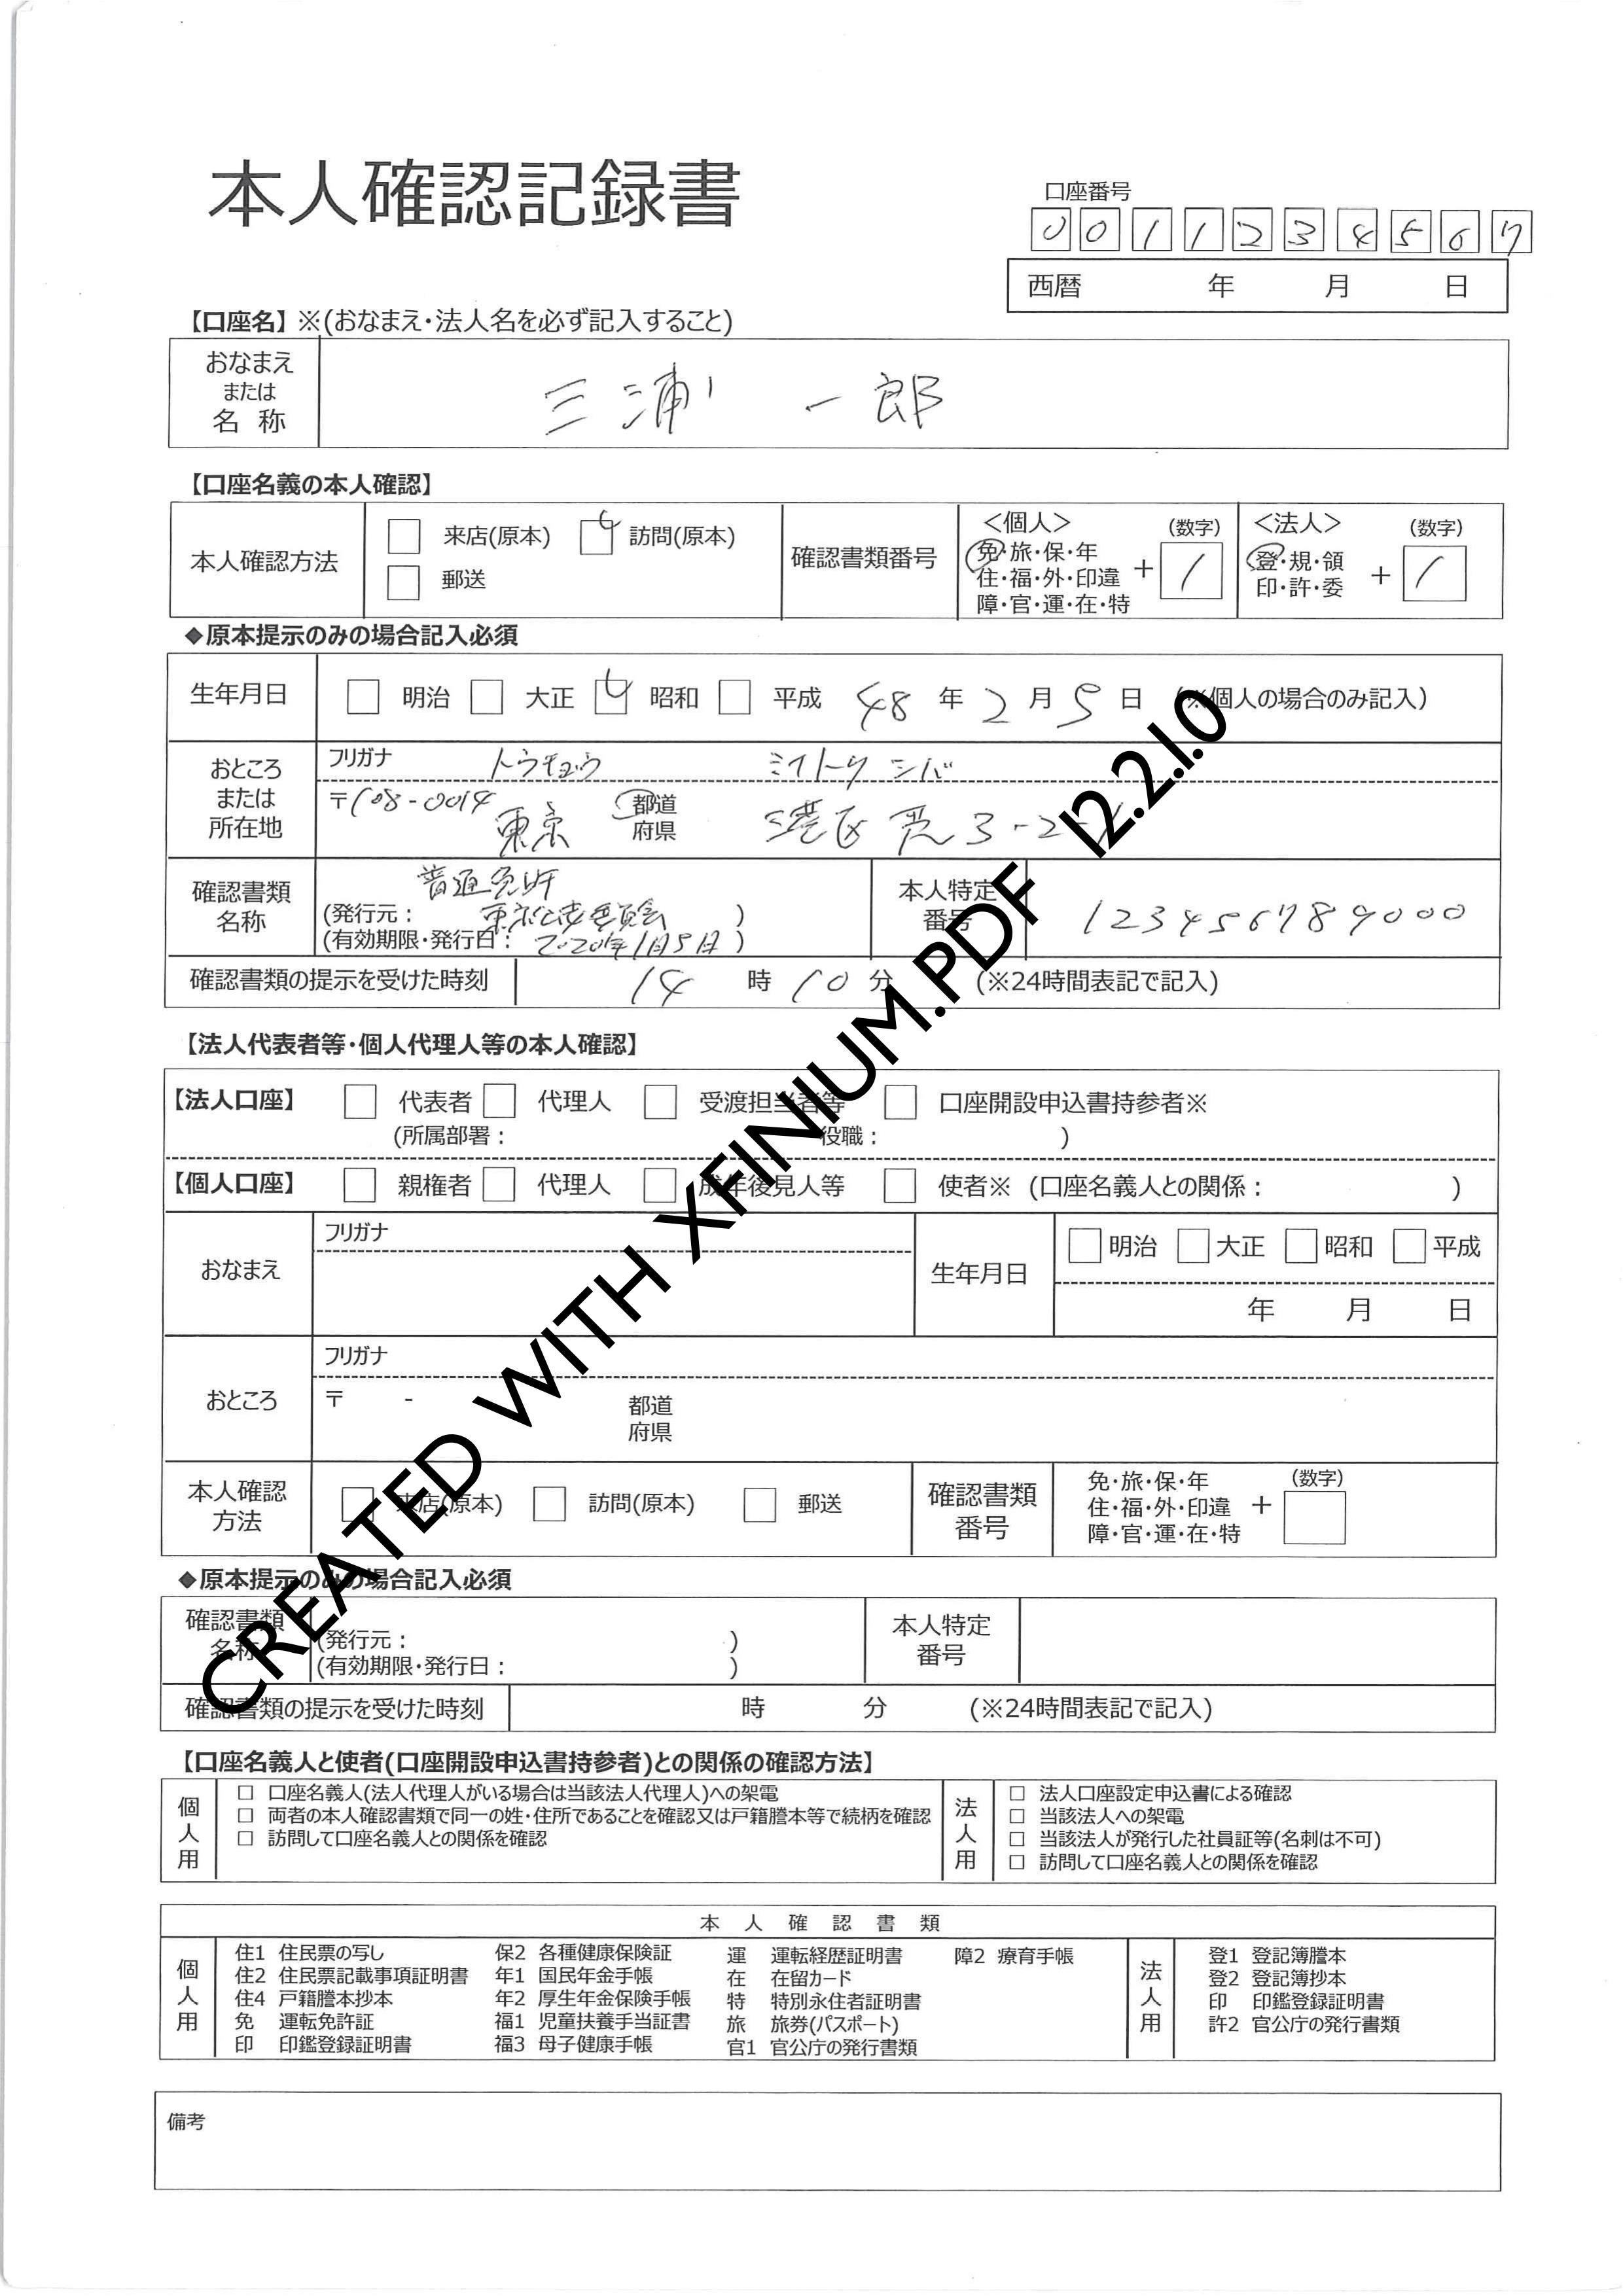 本人確認記録書
口座番号
0011234567
西暦 年 月 日
【口座名】※(おなまえ・法人名を必ず記入すること)
おなまえ
または
名 称
三浦 一郎
【口座名義の本人確認】
本人確認方法
来店(原本) 訪問(原本)
郵送
確認書類番号
<個人> (数字)
免・旅・保・年
住・福・外・印違 + 1
障・官・運・在・特
<法人> (数字)
登・規・領
印・許・委 + 1
◆原本提示のみの場合記入必須
生年月日 明治 大正 昭和 平成 48 年 2 月 5 日 (※個人の場合のみ記入)
おところ
または
所在地
フリガナ トウキョウ シバ
〒108-0014 東京 都道 港区芝3-2-1
府県
確認書類
名称
普通免許
(発行元: 東京公安委員会 )
(有効期限・発行日: 2020年1月5日 )
本人特定
番号
123456789000
確認書類の提示を受けた時刻 14 時 10 分 (※24時間表記で記入)
【法人代表者等・個人代理人等の本人確認】
【法人口座】 代表者 代理人 受渡担当者等 口座開設申込書持参者※
(所属部署: 役職: )
【個人口座】 親権者 代理人 成年後見人等 使者※ (口座名義人との関係: )
おなまえ
フリガナ
生年月日
明治 大正 昭和 平成
年 月 日
おところ
フリガナ
〒 - 都道
府県
本人確認
方法
来店(原本) 訪問(原本) 郵送
確認書類
番号
免・旅・保・年 (数字)
住・福・外・印違 +
障・官・運・在・特
◆原本提示のみの場合記入必須
確認書類
名称
(発行元: )
(有効期限・発行日: )
本人特定
番号
確認書類の提示を受けた時刻 時 分 (※24時間表記で記入)
【口座名義人と使者(口座開設申込書持参者)との関係の確認方法】
個人用
□ 口座名義人(法人代理人がいる場合は当該法人代理人)への架電
□ 両者の本人確認書類で同一の姓・住所であることを確認又は戸籍謄本等で続柄を確認
□ 訪問して口座名義人との関係を確認
法人用
□ 法人口座設定申込書による確認
□ 当該法人への架電
□ 当該法人が発行した社員証等(名刺は不可)
□ 訪問して口座名義人との関係を確認
本 人 確 認 書 類
個人用
住1 住民票の写し
住2 住民票記載事項証明書
住4 戸籍謄本抄本
免 運転免許証
印 印鑑登録証明書
保2 各種健康保険証
年1 国民年金手帳
年2 厚生年金保険手帳
福1 児童扶養手当証書
福3 母子健康手帳
運 運転経歴証明書
在 在留カード
特 特別永住者証明書
旅 旅券(パスポート)
官1 官公庁の発行書類
障2 療育手帳
法人用
登1 登記簿謄本
登2 登記簿抄本
印 印鑑登録証明書
許2 官公庁の発行書類
備考
CREATED WITH XFINIUM.PDF 12.2.1.0